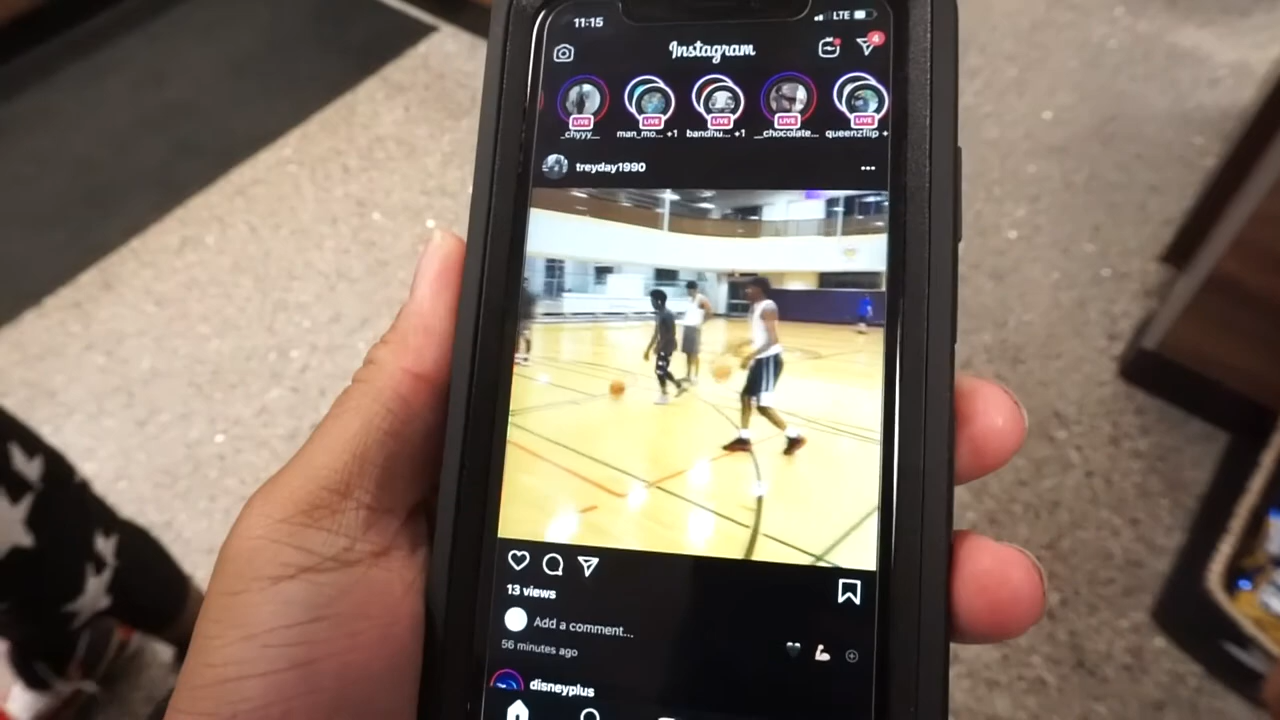 11:15
LTE
Instagram
4
LIVE LIVE LIVE LIVE LIVE
_chyyy_ man_mo... +1 bandhu... +1 __chocolate... queenzflip +
treyday1990
13 views
Add a comment...
56 minutes ago
disneyplus